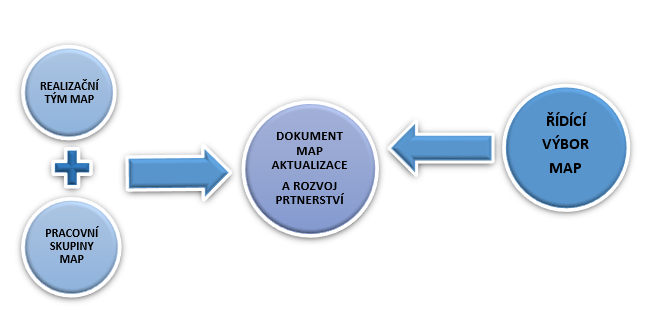 REALIZAČNÍ
TÝM MAP
PRACOVNÍ
SKUPINY
MAP
DOKUMENT
MAP
AKTUALIZACE
A ROZVOJ
PRTNERSTVÍ
ŘÍDÍCÍ
VÝBOR
MAP